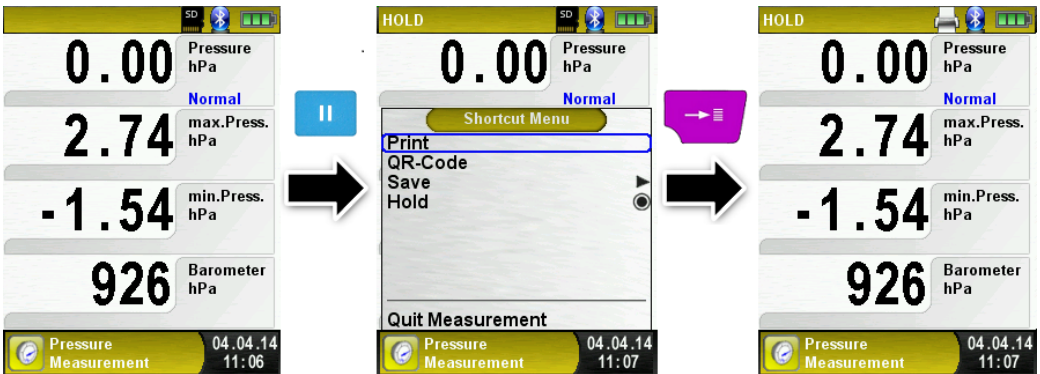 SD
0.00
Pressure
hPa
Normal
2.74
max.Press.
hPa
-1.54
min.Press.
hPa
926
Barometer
hPa
Pressure
Measurement
04.04.14
11:06
HOLD
SD
0.00
Pressure
hPa
Normal
Shortcut Menu
Print
QR-Code
Save
Hold
Quit Measurement
Pressure
Measurement
04.04.14
11:07
HOLD
0.00
Pressure
hPa
Normal
2.74
max.Press.
hPa
-1.54
min.Press.
hPa
926
Barometer
hPa
Pressure
Measurement
04.04.14
11:07